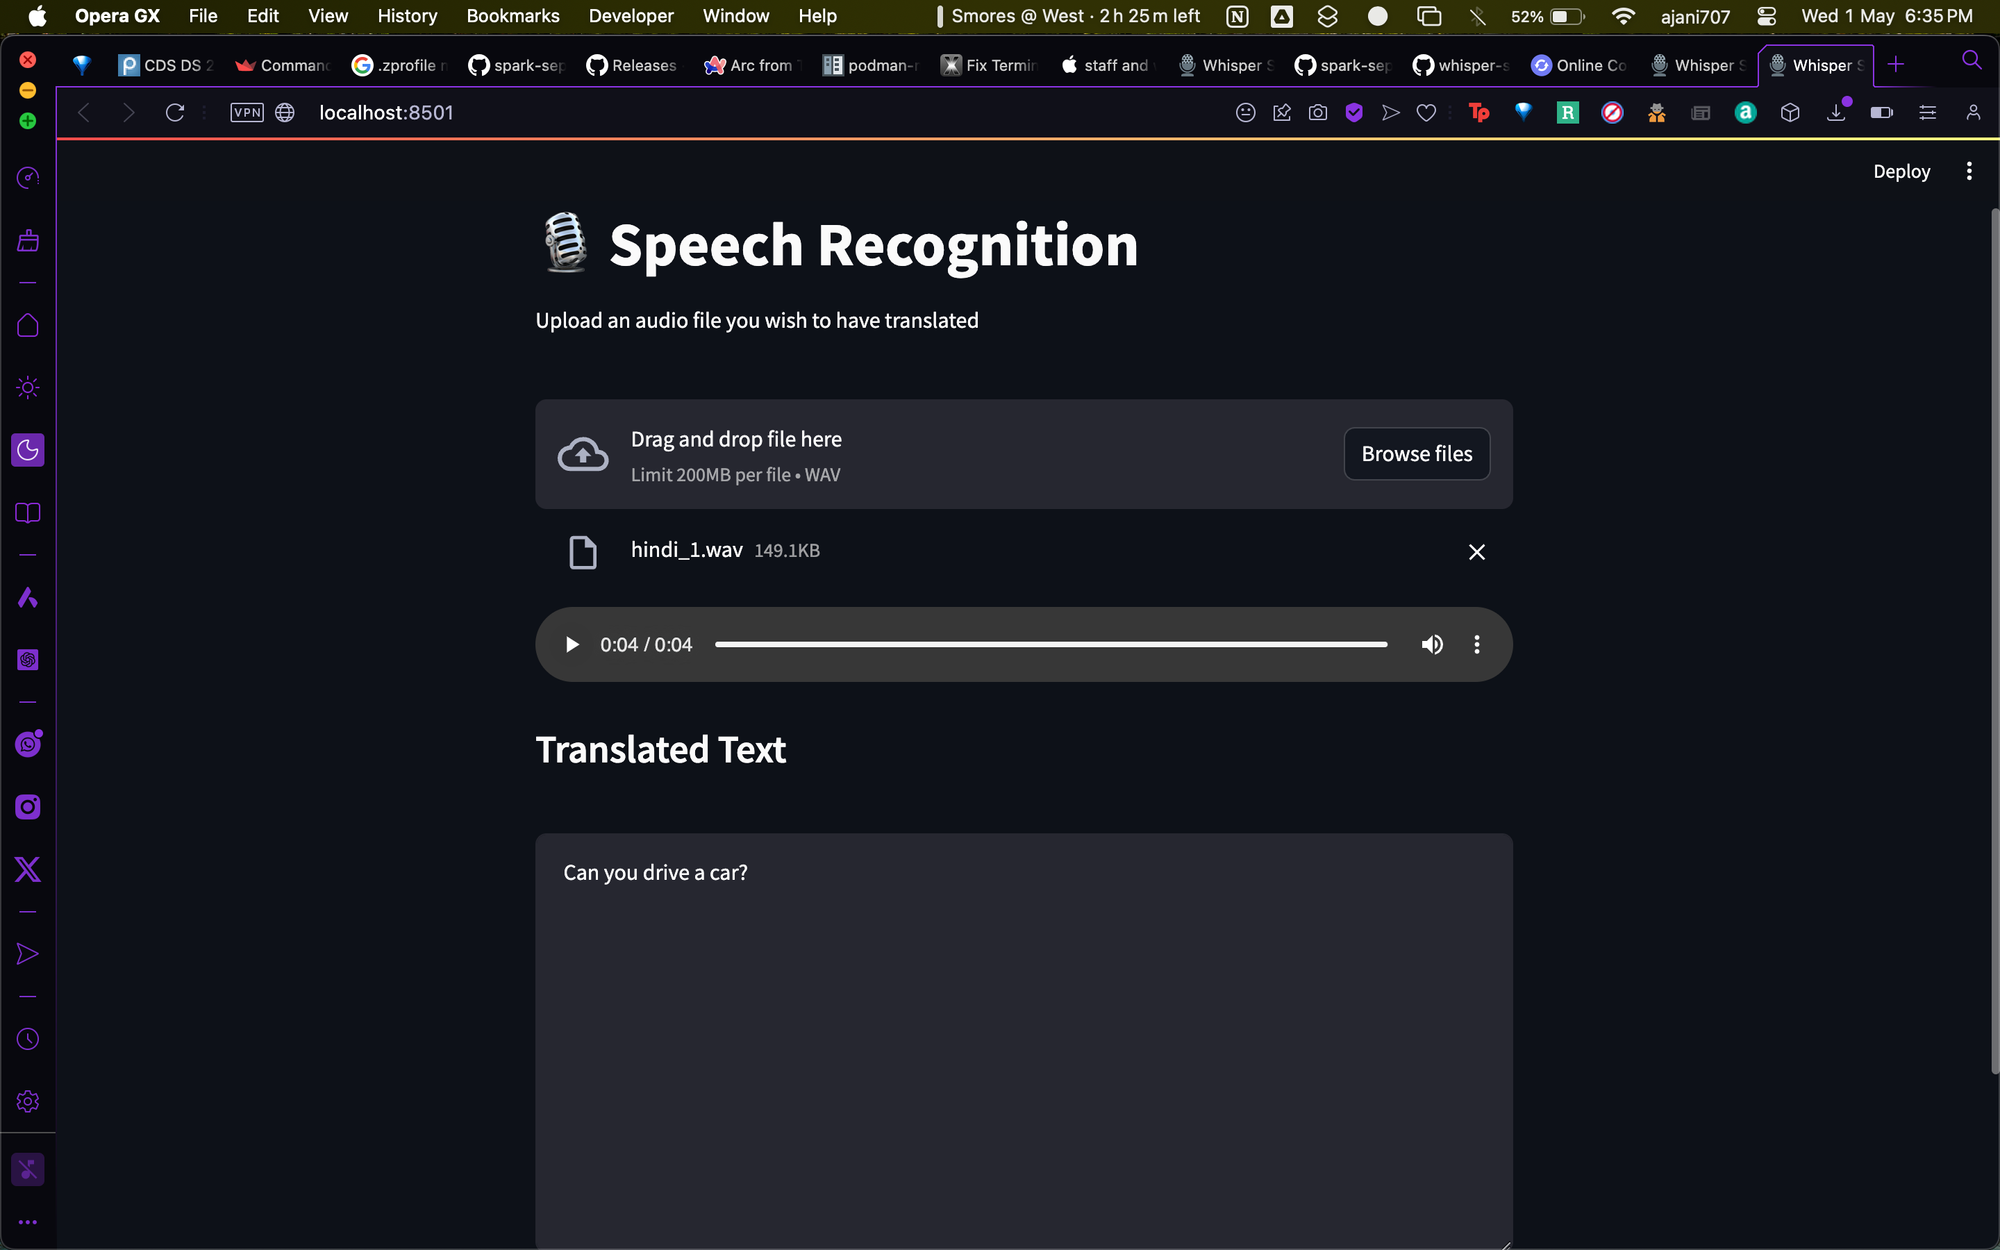 Opera GX File Edit View History Bookmarks Developer Window Help Smores @ West · 2 h 25 m left 52% ajani707 Wed 1 May 6:35 PM
CDS DS 2 Comman .zprofile spark-sep Releases Arc from podman- Fix Termin staff and Whisper S spark-sep whisper-s Online Co Whisper S Whisper S
VPN localhost:8501 Tp R a
Deploy
Speech Recognition
Upload an audio file you wish to have translated
Drag and drop file here
Limit 200MB per file • WAV
Browse files
hindi_1.wav 149.1KB
0:04 / 0:04
Translated Text
Can you drive a car?